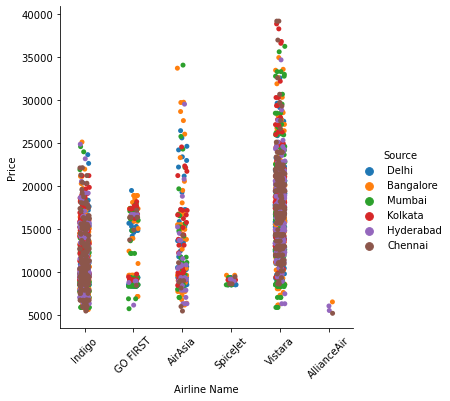 40000
35000
30000
25000
20000
15000
10000
5000
Price
Indigo
GO FIRST
AirAsia
SpiceJet
Vistara
AllianceAir
Airline Name
Source
Delhi
Bangalore
Mumbai
Kolkata
Hyderabad
Chennai